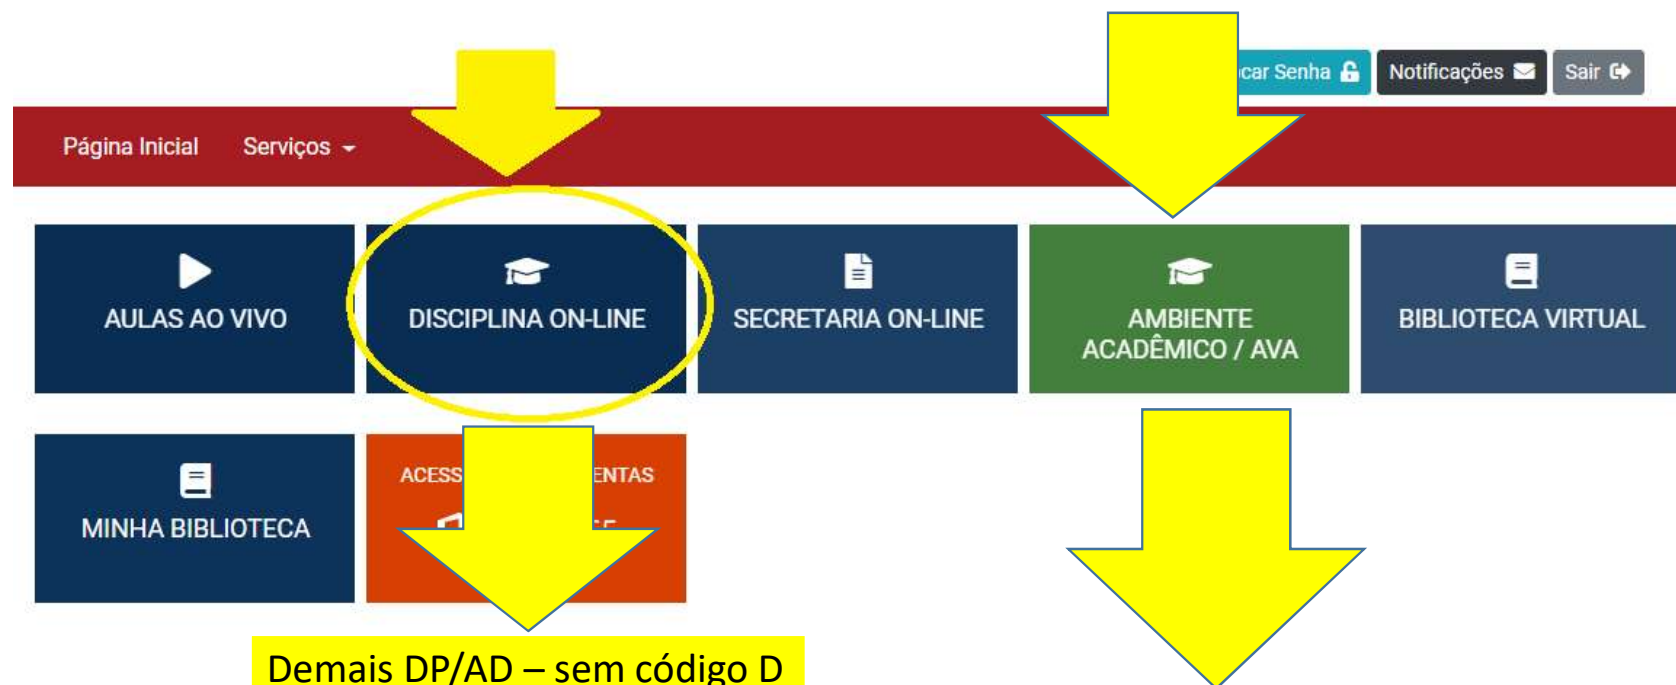 car Senha Notificações Sair
Página Inicial Serviços
AULAS AO VIVO
DISCIPLINA ON-LINE
SECRETARIA ON-LINE
AMBIENTE
ACADÊMICO / AVA
BIBLIOTECA VIRTUAL
MINHA BIBLIOTECA
ACESS ENTAS
Demais DP/AD – sem código D